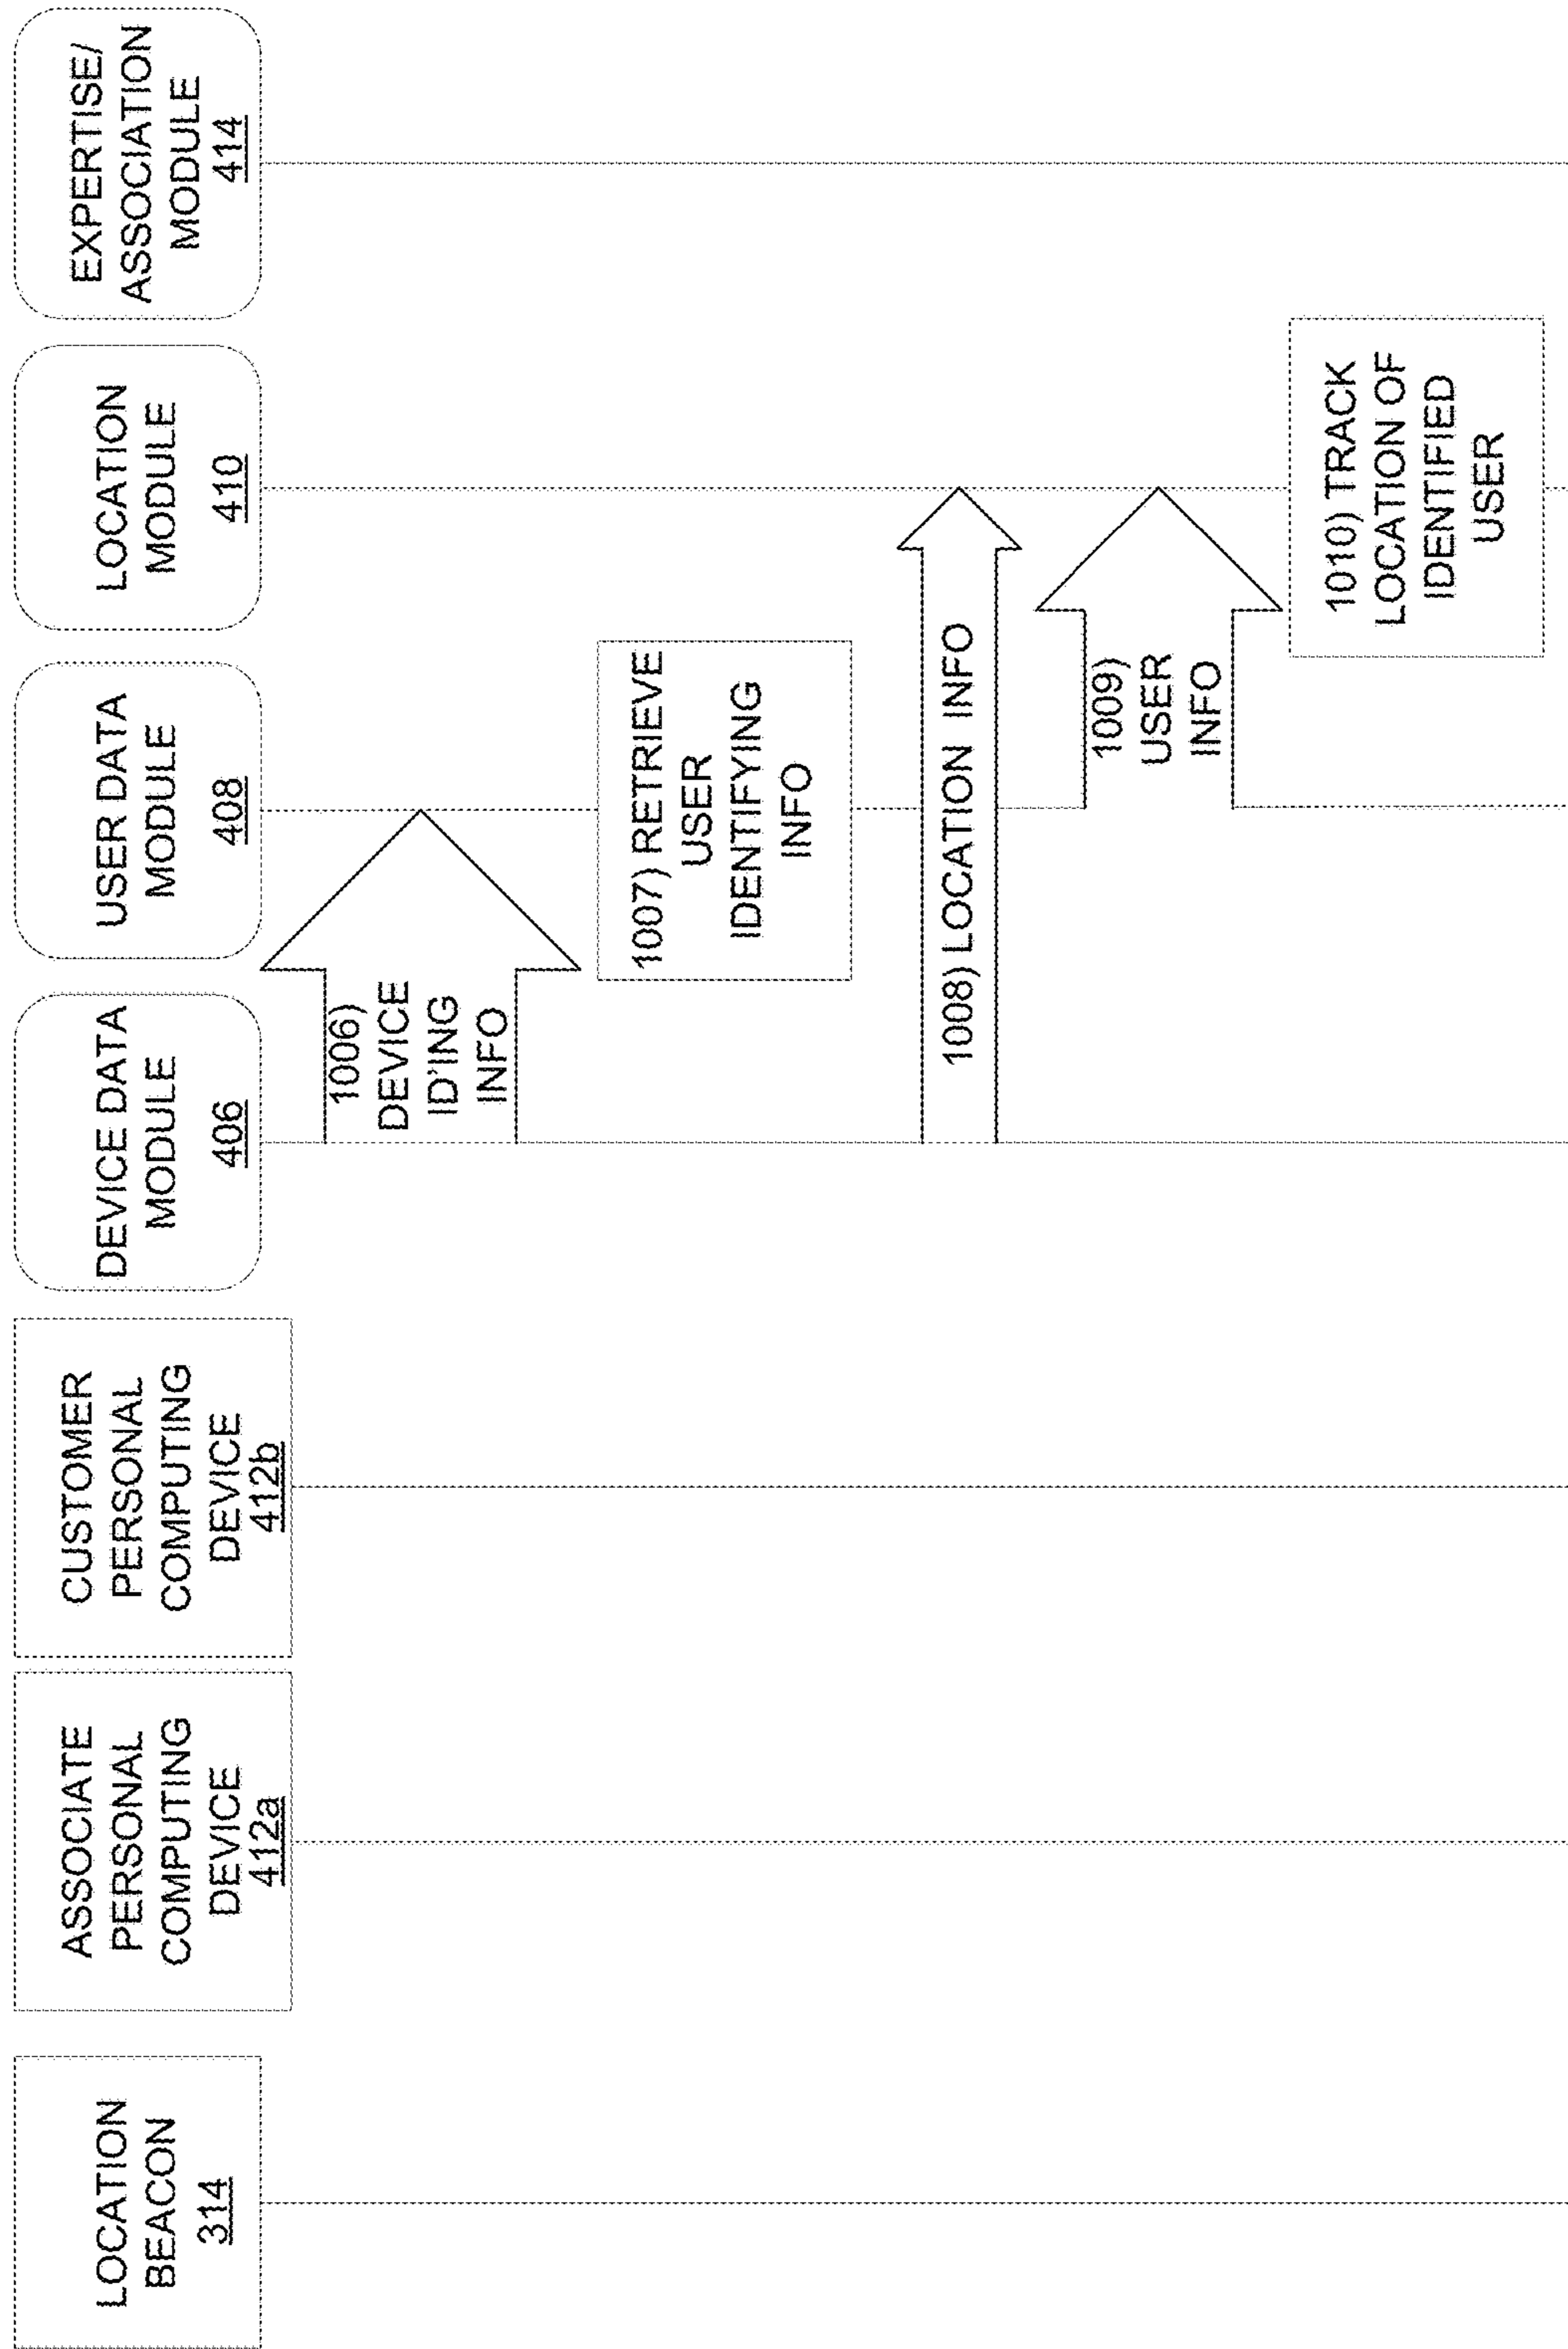 LOCATION
BEACON
314
ASSOCIATE
PERSONAL
COMPUTING
DEVICE
412a
CUSTOMER
PERSONAL
COMPUTING
DEVICE
412b
DEVICE DATA
MODULE
406
USER DATA
MODULE
408
LOCATION
MODULE
410
EXPERTISE/
ASSOCIATION
MODULE
414
1006)
DEVICE
ID'ING
INFO
1007) RETRIEVE
USER
IDENTIFYING
INFO
1008) LOCATION INFO
1009)
USER
INFO
1010) TRACK
LOCATION OF
IDENTIFIED
USER